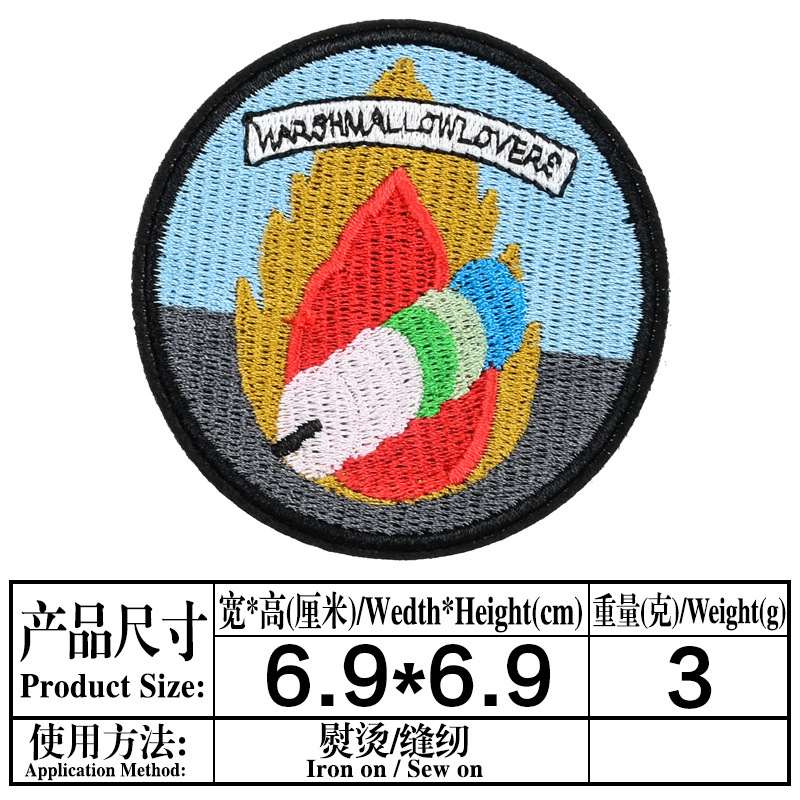 MARSHMALLOWLOVERS
产品尺寸
Product Size:
宽*高(厘米)/Wedth*Height(cm)
重量(克)/Weight(g)
6.9*6.9
3
使用方法:
Application Method:
熨烫/缝纫
Iron on / Sew on